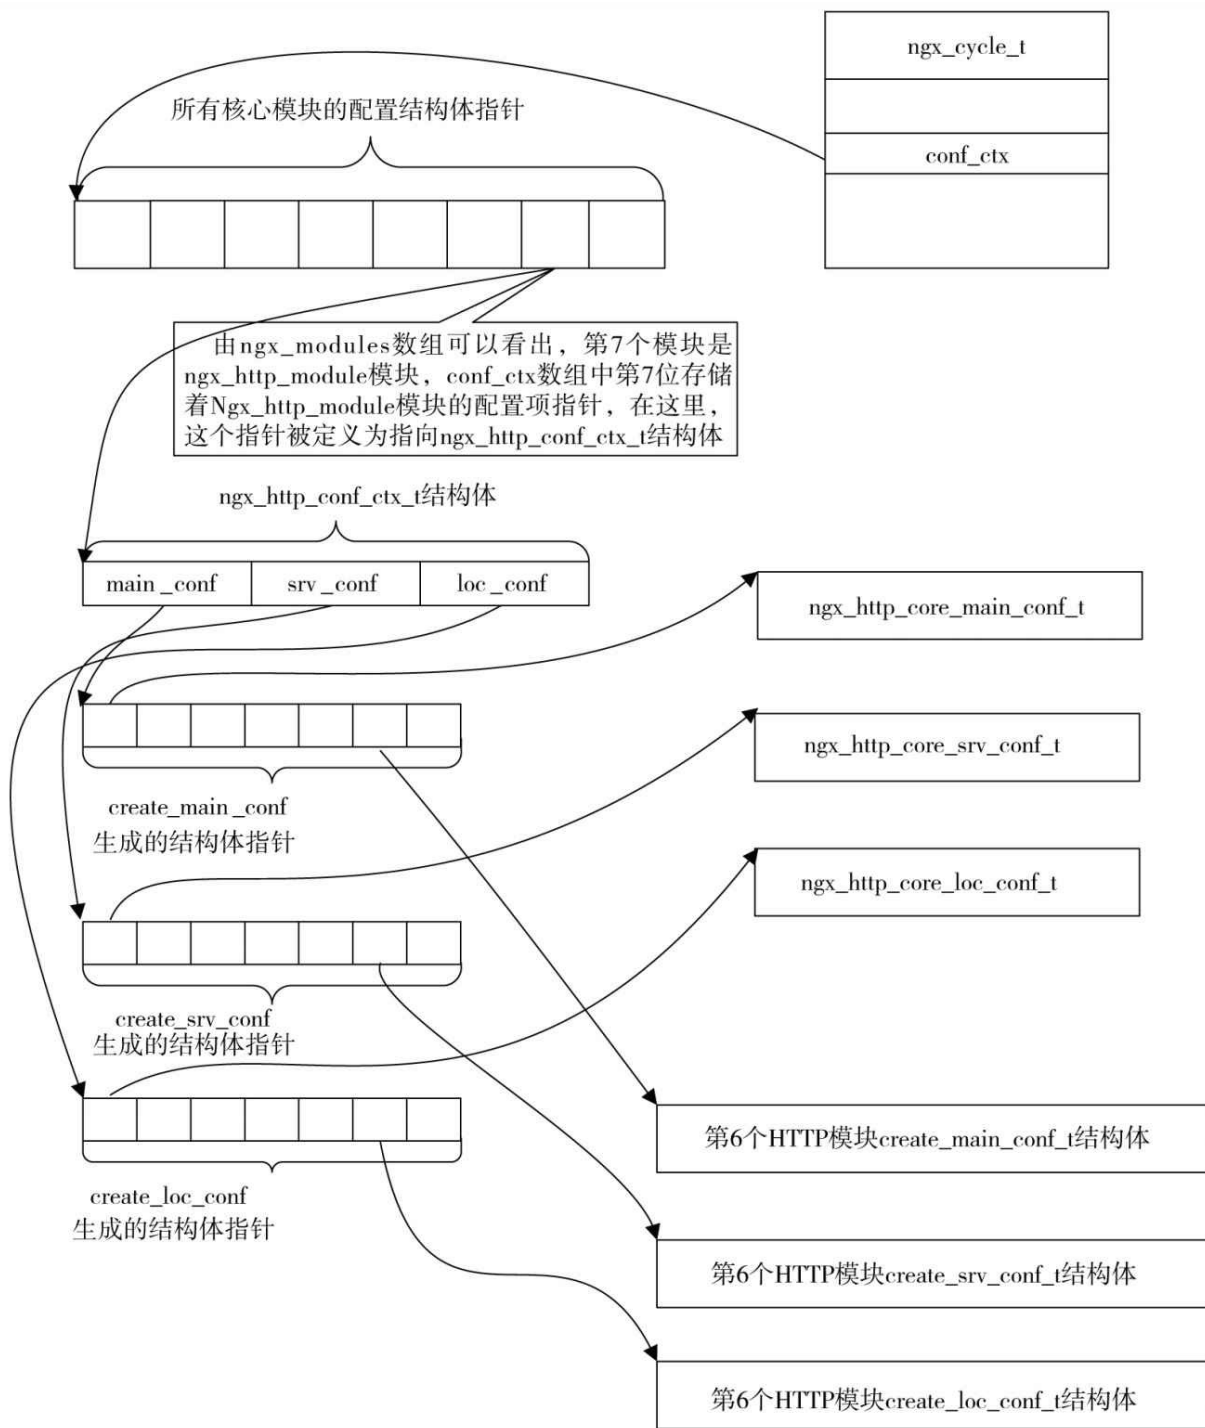 ngx_cycle_t
所有核心模块的配置结构体指针
conf_ctx
由ngx_modules数组可以看出，第7个模块是
ngx_http_module模块，conf_ctx数组中第7位存储
着Ngx_http_module模块的配置项指针，在这里，
这个指针被定义为指向ngx_http_conf_ctx_t结构体
ngx_http_conf_ctx_t结构体
main_conf
srv_conf
loc_conf
ngx_http_core_main_conf_t
ngx_http_core_srv_conf_t
create_main_conf
生成的结构体指针
ngx_http_core_loc_conf_t
create_srv_conf
生成的结构体指针
第6个HTTP模块create_main_conf_t结构体
create_loc_conf
生成的结构体指针
第6个HTTP模块create_srv_conf_t结构体
第6个HTTP模块create_loc_conf_t结构体